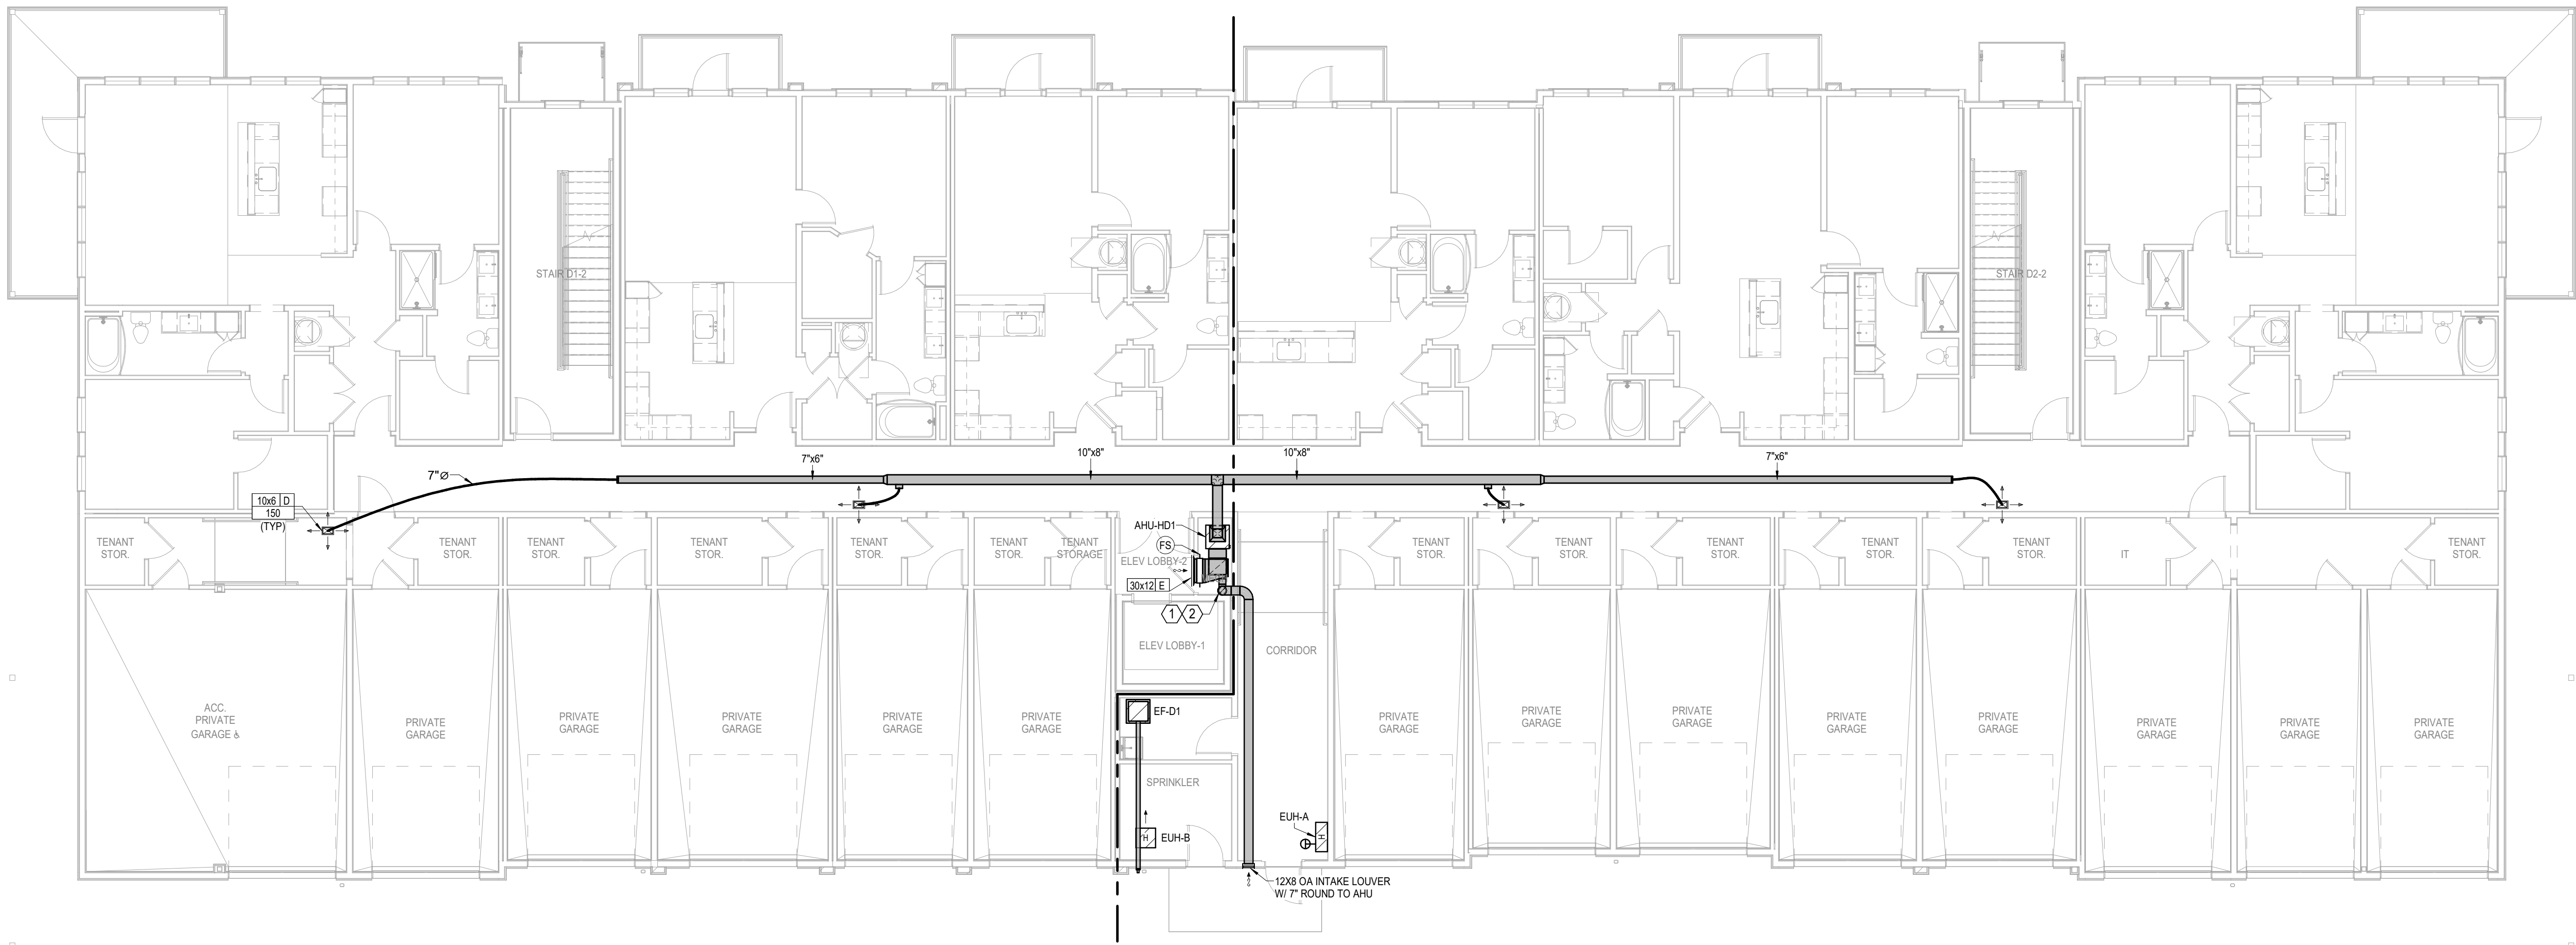 STAIR D1-2
STAIR D2-2
7"x6"
10"x8"
10"x8"
7"x6"
7"Ø
10x6 D
150
(TYP)
AHU-HD1
FS
ELEV LOBBY-2
30x12 E
1 2
TENANT
STOR.
TENANT
STOR.
TENANT
STOR.
TENANT
STOR.
TENANT
STOR.
TENANT
STOR.
TENANT
STORAGE
TENANT
STOR.
TENANT
STOR.
TENANT
STOR.
TENANT
STOR.
TENANT
STOR.
IT
TENANT
STOR.
ELEV LOBBY-1
CORRIDOR
ACC.
PRIVATE
GARAGE
PRIVATE
GARAGE
PRIVATE
GARAGE
PRIVATE
GARAGE
PRIVATE
GARAGE
PRIVATE
GARAGE
EF-D1
PRIVATE
GARAGE
PRIVATE
GARAGE
PRIVATE
GARAGE
PRIVATE
GARAGE
PRIVATE
GARAGE
PRIVATE
GARAGE
PRIVATE
GARAGE
PRIVATE
GARAGE
SPRINKLER
EUH-A
H
H
EUH-B
12X8 OA INTAKE LOUVER
W/ 7" ROUND TO AHU